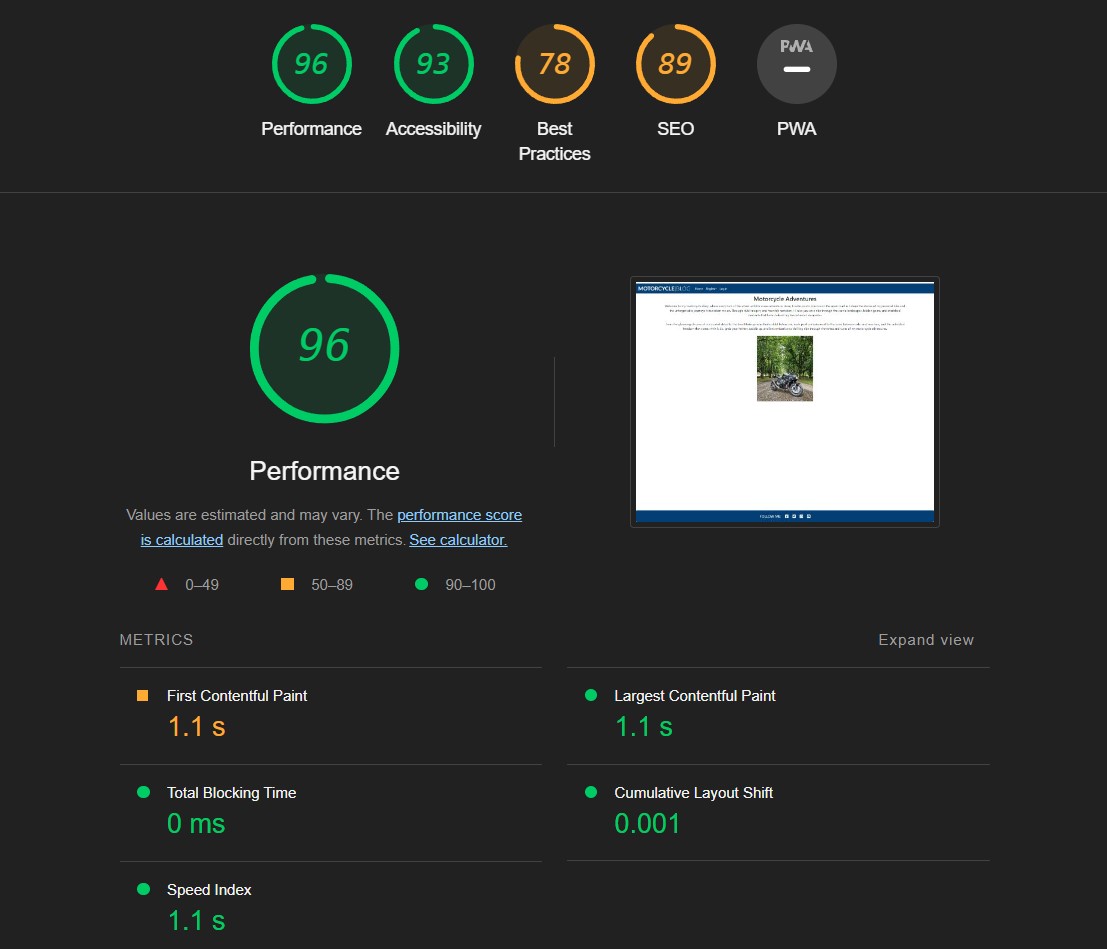 96
93
78
89
PWA
Performance
Accessibility
Best
Practices
SEO
PWA
96
Performance
Values are estimated and may vary. The performance score
is calculated directly from these metrics. See calculator.
0–49
50–89
90–100
MOTORCYCLEBLOG Home Register Login
Motorcycle Adventures
FOLLOW ME
METRICS
Expand view
First Contentful Paint
1.1 s
Largest Contentful Paint
1.1 s
Total Blocking Time
0 ms
Cumulative Layout Shift
0.001
Speed Index
1.1 s